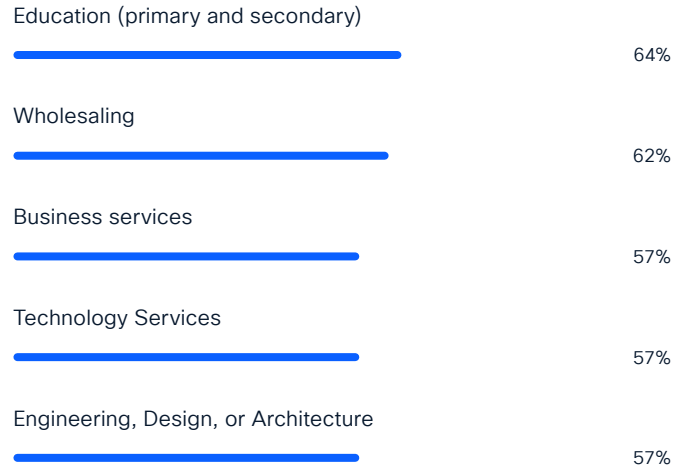 Education (primary and secondary)
64%
Wholesaling
62%
Business services
57%
Technology Services
57%
Engineering, Design, or Architecture
57%